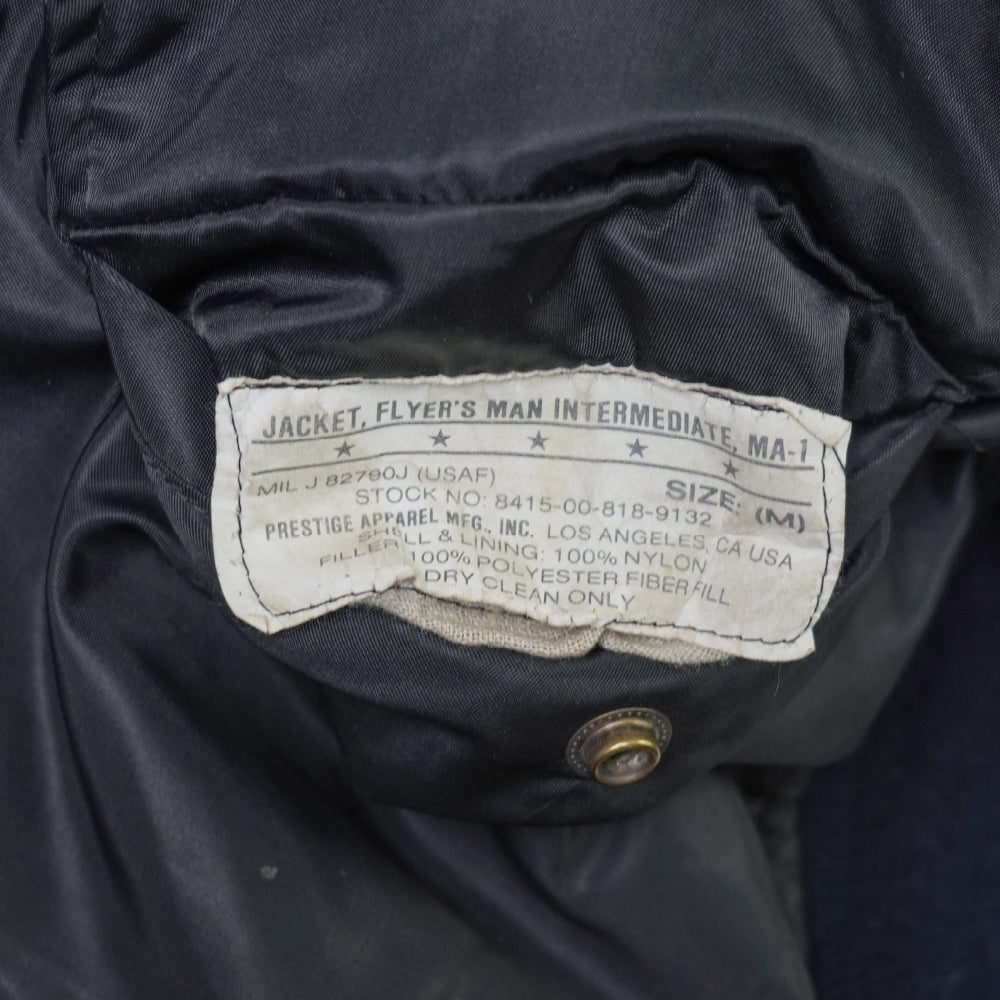 JACKET, FLYER'S MAN INTERMEDIATE, MA-1
MIL J 82790J (USAF) SIZE: (M)
STOCK NO: 8415-00-818-9132
PRESTIGE APPAREL MFG., INC. LOS ANGELES, CA USA
SHELL & LINING: 100% NYLON
FILLER 100% POLYESTER FIBER FILL
DRY CLEAN ONLY